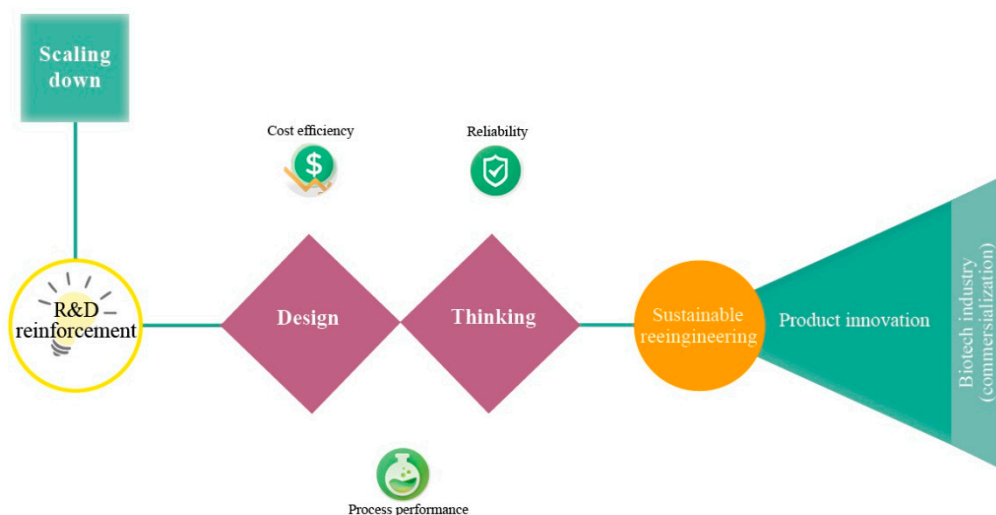 Scaling
down
Cost efficiency
$
Reliability
R&D
reinforcement
Design
Thinking
Sustainable
reeingineering
Product innovation
Biotech industry
(commersialization)
Process performance